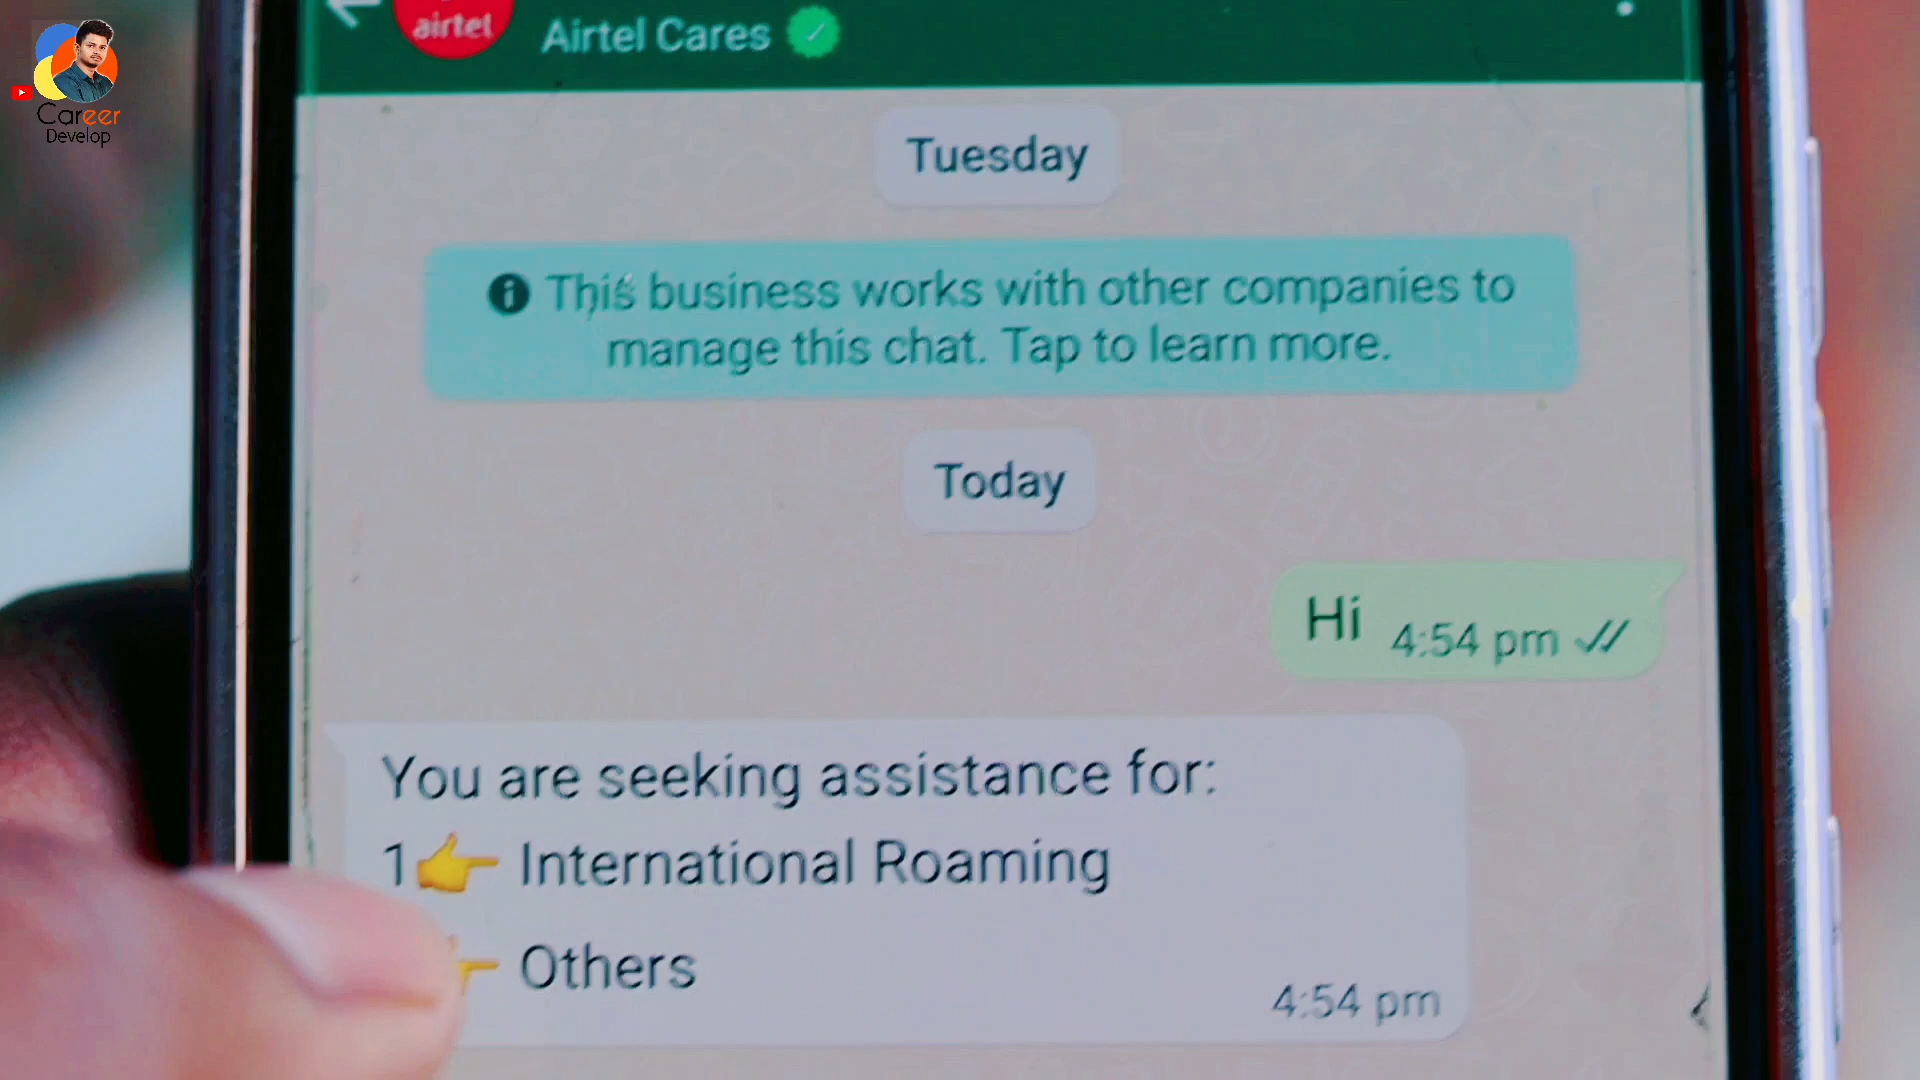 airtel
Airtel Cares
Career
Develop
Tuesday
This business works with other companies to
manage this chat. Tap to learn more.
Today
Hi 4:54 pm
You are seeking assistance for:
1👉 International Roaming
👉 Others
4:54 pm